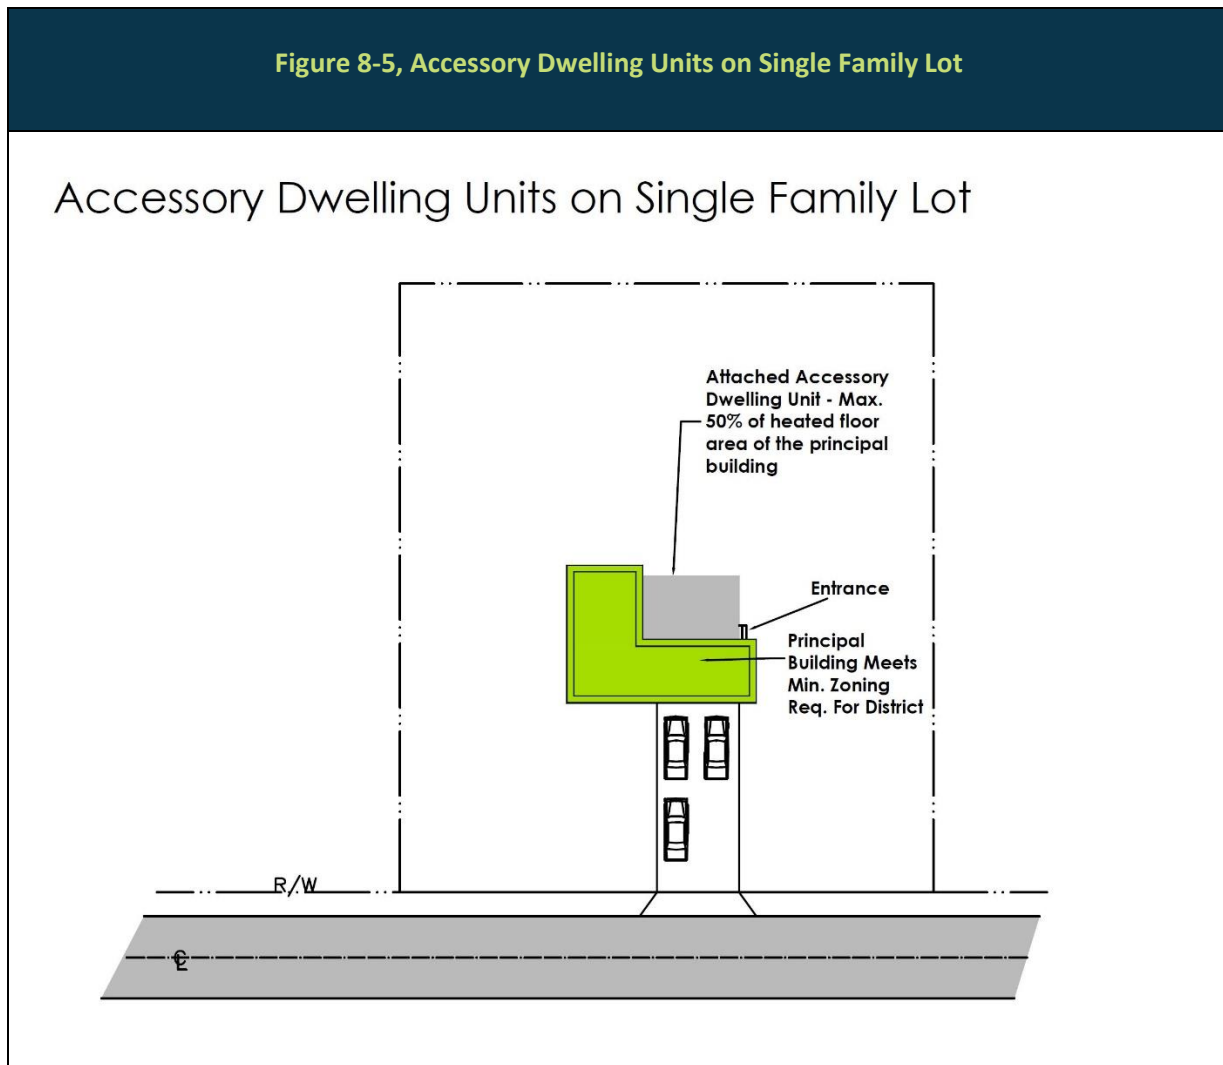 Figure 8-5, Accessory Dwelling Units on Single Family Lot
Accessory Dwelling Units on Single Family Lot
Attached Accessory
Dwelling Unit - Max.
50% of heated floor
area of the principal
building
Entrance
Principal
Building Meets
Min. Zoning
Req. For District
R/W
℄